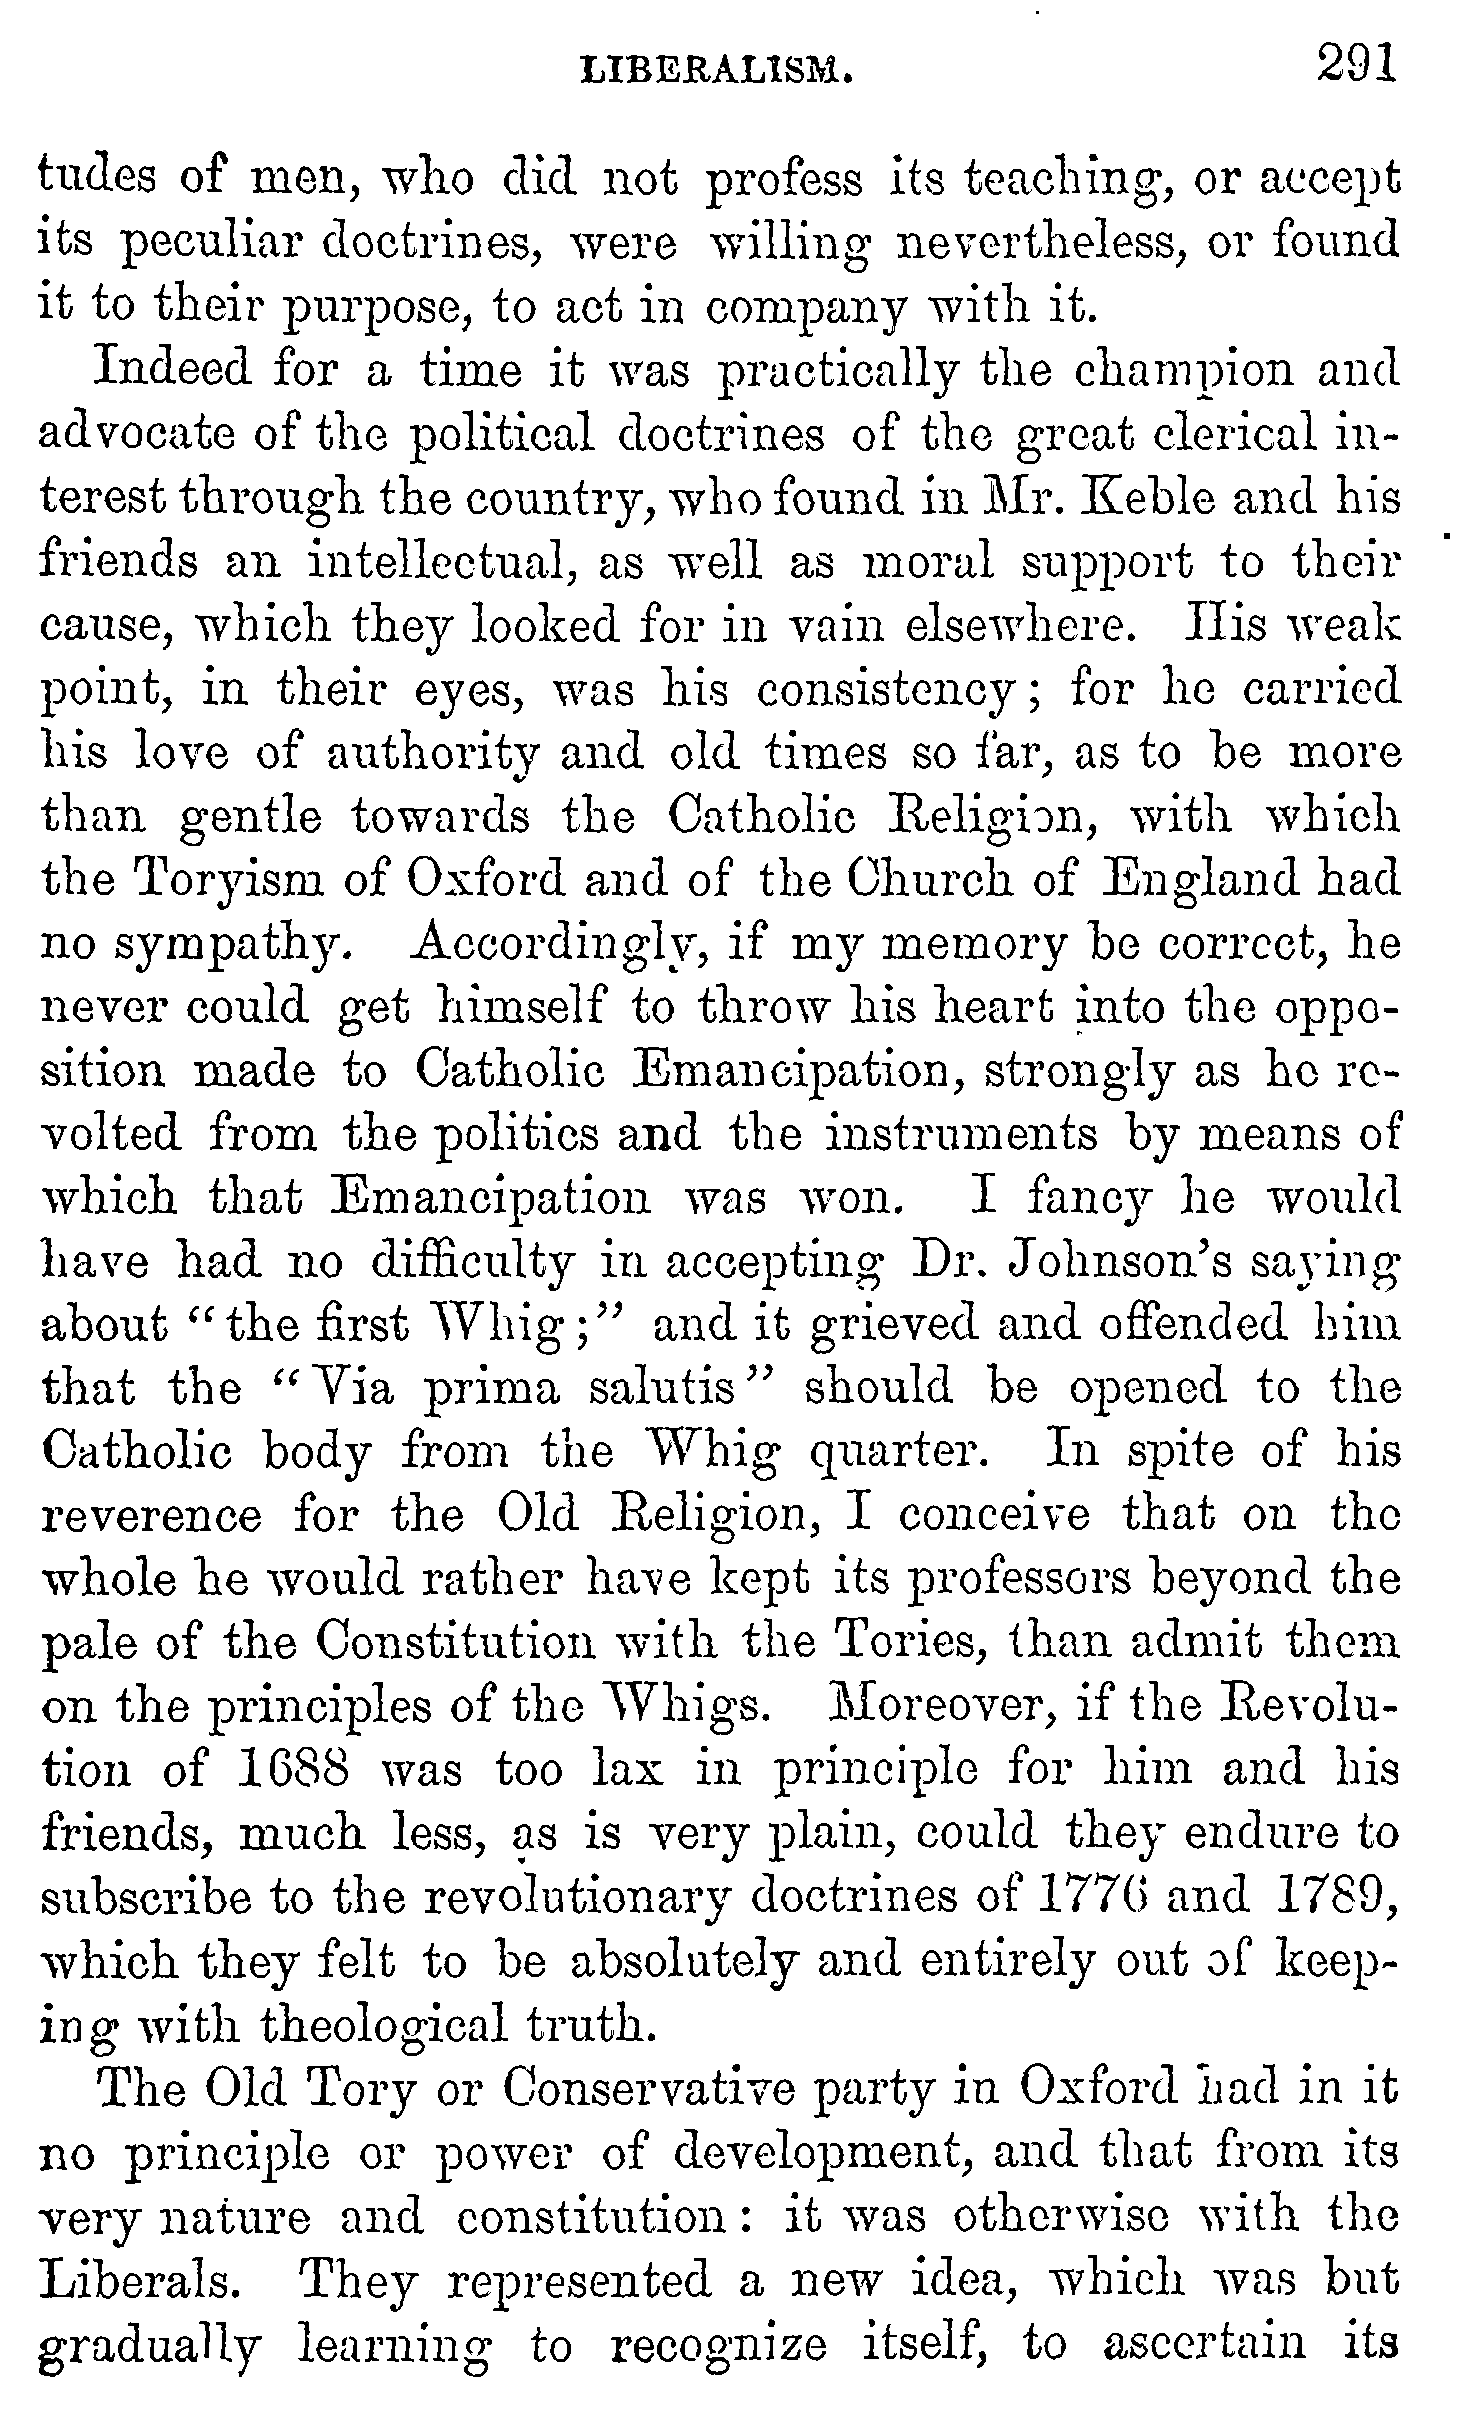 LIBERALISM. 291
tudes of men, who did not profess its teaching, or accept
its peculiar doctrines, were willing nevertheless, or found
it to their purpose, to act in company with it.
Indeed for a time it was practically the champion and
advocate of the political doctrines of the great clerical in-
terest through the country, who found in Mr. Keble and his
friends an intellectual, as well as moral support to their
cause, which they looked for in vain elsewhere. His weak
point, in their eyes, was his consistency; for he carried
his love of authority and old times so far, as to be more
than gentle towards the Catholic Religion, with which
the Toryism of Oxford and of the Church of England had
no sympathy. Accordingly, if my memory be correct, he
never could get himself to throw his heart into the oppo-
sition made to Catholic Emancipation, strongly as he re-
volted from the politics and the instruments by means of
which that Emancipation was won. I fancy he would
have had no difficulty in accepting Dr. Johnson's saying
about "the first Whig;" and it grieved and offended him
that the "Via prima salutis" should be opened to the
Catholic body from the Whig quarter. In spite of his
reverence for the Old Religion, I conceive that on the
whole he would rather have kept its professors beyond the
pale of the Constitution with the Tories, than admit them
on the principles of the Whigs. Moreover, if the Revolu-
tion of 1688 was too lax in principle for him and his
friends, much less, as is very plain, could they endure to
subscribe to the revolutionary doctrines of 1776 and 1789,
which they felt to be absolutely and entirely out of keep-
ing with theological truth.
The Old Tory or Conservative party in Oxford had in it
no principle or power of development, and that from its
very nature and constitution: it was otherwise with the
Liberals. They represented a new idea, which was but
gradually learning to recognize itself, to ascertain its